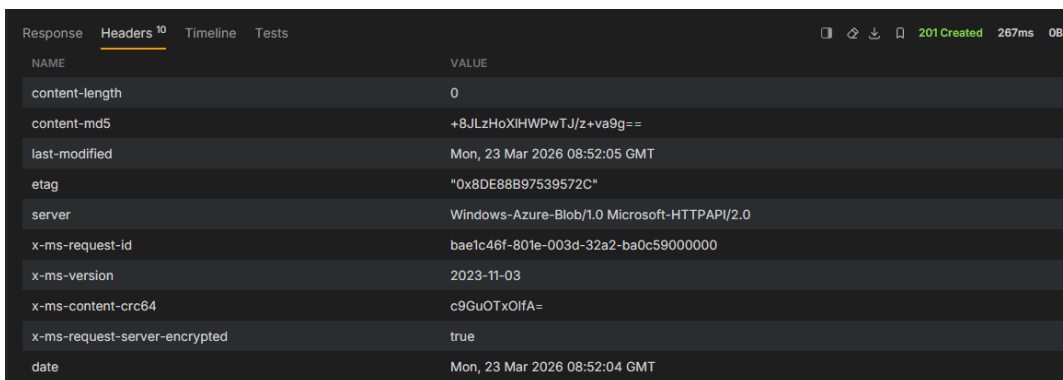 Response Headers 10 Timeline Tests 201 Created 267ms 0B
NAME VALUE
content-length 0
content-md5 +8JLzHoXlHWPwTJ/z+va9g==
last-modified Mon, 23 Mar 2026 08:52:05 GMT
etag "0x8DE88B97539572C"
server Windows-Azure-Blob/1.0 Microsoft-HTTPAPI/2.0
x-ms-request-id bae1c46f-801e-003d-32a2-ba0c59000000
x-ms-version 2023-11-03
x-ms-content-crc64 c9GuOTxOlfA=
x-ms-request-server-encrypted true
date Mon, 23 Mar 2026 08:52:04 GMT